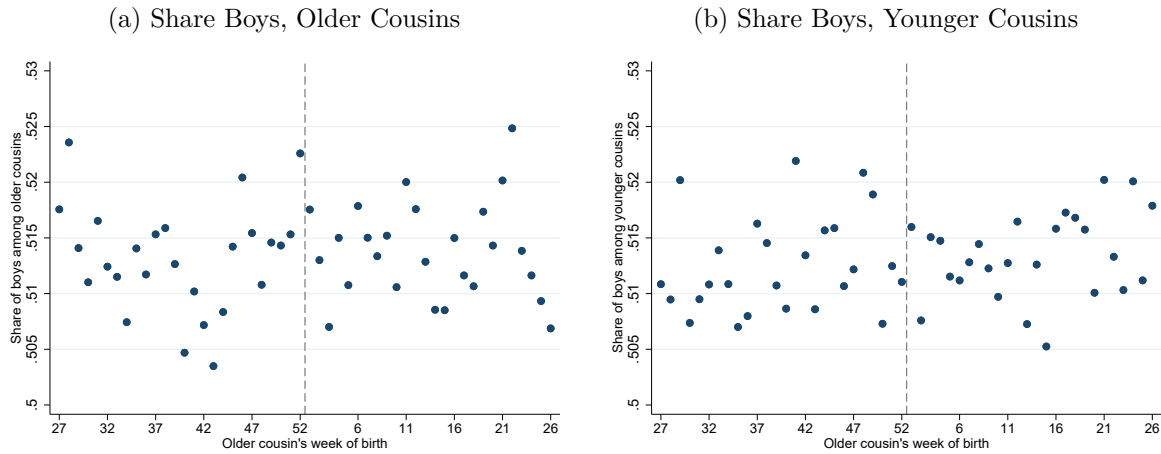 (a) Share Boys, Older Cousins
Share of boys among older cousins
.53
.525
.52
.515
.51
.505
.5
27 32 37 42 47 52 6 11 16 21 26
Older cousin's week of birth
(b) Share Boys, Younger Cousins
Share of boys among younger cousins
.53
.525
.52
.515
.51
.505
.5
27 32 37 42 47 52 6 11 16 21 26
Older cousin's week of birth